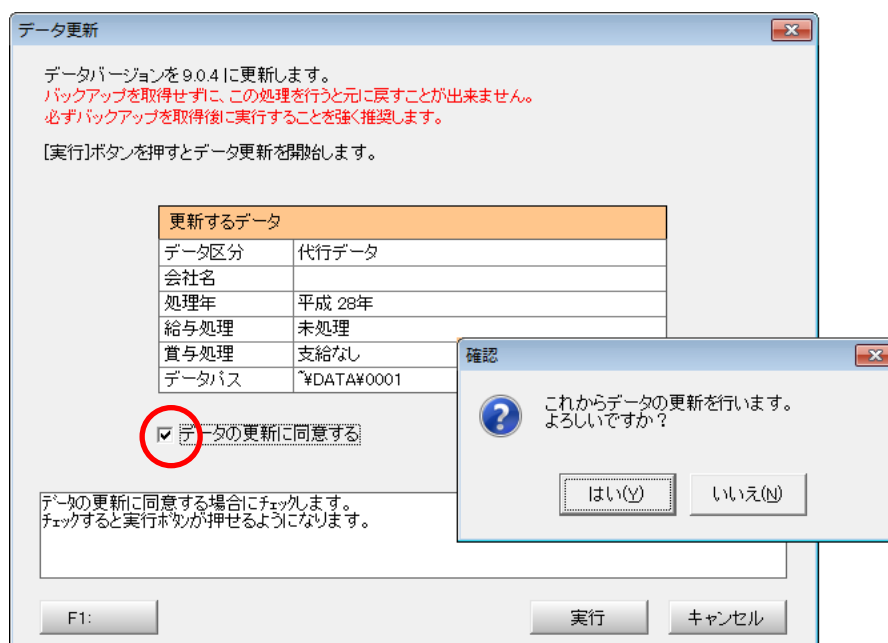 データ更新
データバージョンを9.0.4に更新します。
バックアップを取得せずに、この処理を行うと元に戻すことが出来ません。
必ずバックアップを取得後に実行することを強く推奨します。
[実行]ボタンを押すとデータ更新を開始します。
更新するデータ
データ区分 代行データ
会社名
処理年 平成 28年
給与処理 未処理
賞与処理 支給なし
データパス ~¥DATA¥0001
データの更新に同意する
データの更新に同意する場合にチェックします。
チェックすると実行ボタンが押せるようになります。
F1:
実行
キャンセル
確認
これからデータの更新を行います。
よろしいですか？
はい(Y)
いいえ(N)